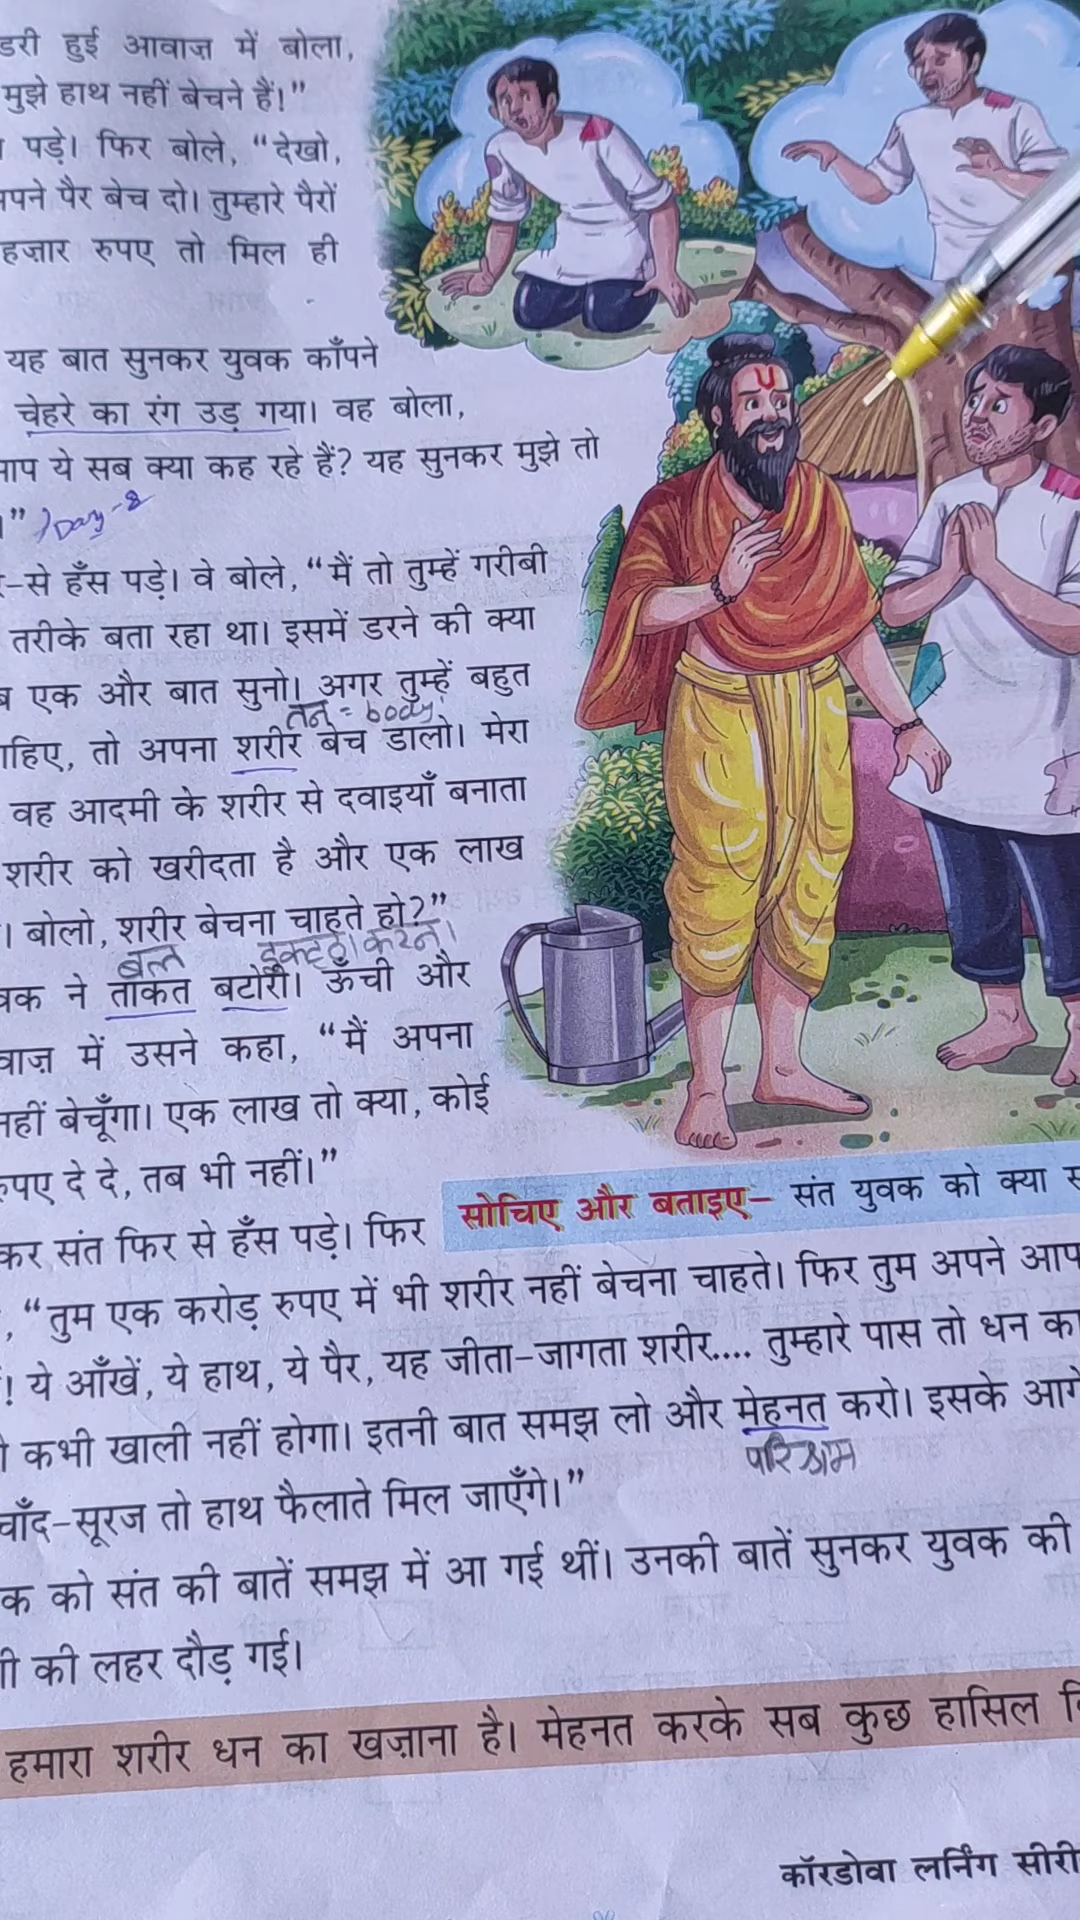 डरी हुई आवाज़ में बोला,
मुझे हाथ नहीं बेचने हैं!”
पड़े। फिर बोले, “देखो,
पने पैर बेच दो। तुम्हारे पैरों
हज़ार रुपए तो मिल ही
यह बात सुनकर युवक काँपने
चेहरे का रंग उड़ गया। वह बोला,
आप ये सब क्या कह रहे हैं? यह सुनकर मुझे तो
।” Day-2
-से हँस पड़े। वे बोले, “मैं तो तुम्हें गरीबी
तरीके बता रहा था। इसमें डरने की क्या
एक और बात सुनो। अगर तुम्हें बहुत
तन = body
ाहिए, तो अपना शरीर बेच डालो। मेरा
वह आदमी के शरीर से दवाइयाँ बनाता
शरीर को खरीदता है और एक लाख
। बोलो, शरीर बेचना चाहते हो?”
बल इकट्ठा करना
वक ने ताकत बटोरी। ऊँची और
वाज़ में उसने कहा, “मैं अपना
नहीं बेचूँगा। एक लाख तो क्या, कोई
रुपए दे दे, तब भी नहीं।”
सोचिए और बताइए– संत युवक को क्या
कर संत फिर से हँस पड़े। फिर
, “तुम एक करोड़ रुपए में भी शरीर नहीं बेचना चाहते। फिर तुम अपने आप
! ये आँखें, ये हाथ, ये पैर, यह जीता-जागता शरीर.... तुम्हारे पास तो धन का
कभी खाली नहीं होगा। इतनी बात समझ लो और मेहनत करो। इसके आगे
परिश्रम
चाँद-सूरज तो हाथ फैलाते मिल जाएँगे।”
क को संत की बातें समझ में आ गई थीं। उनकी बातें सुनकर युवक की
ी की लहर दौड़ गई।
हमारा शरीर धन का खज़ाना है। मेहनत करके सब कुछ हासिल
कॉरडोवा लर्निंग सीरी